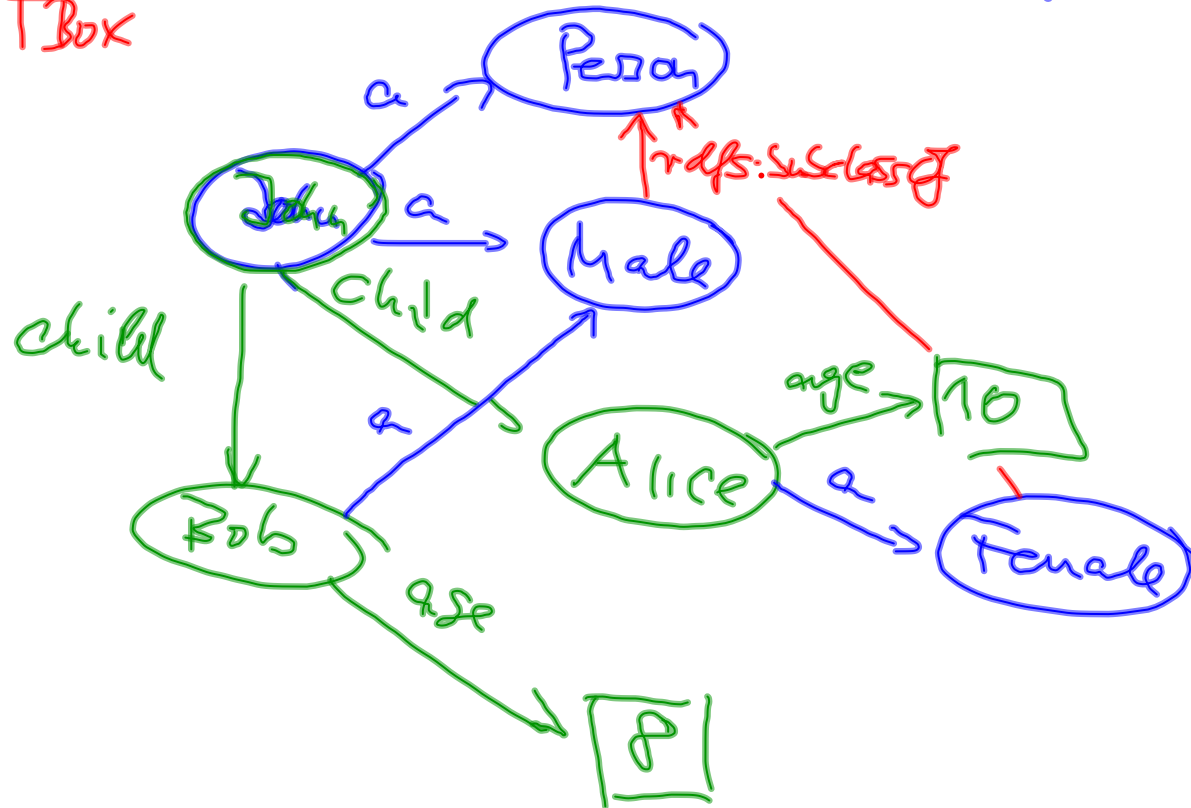 TBox
Person
a
rdfs:subclassOf
John
a
Male
child
child
age
10
a
Alice
a
Bob
Female
age
8